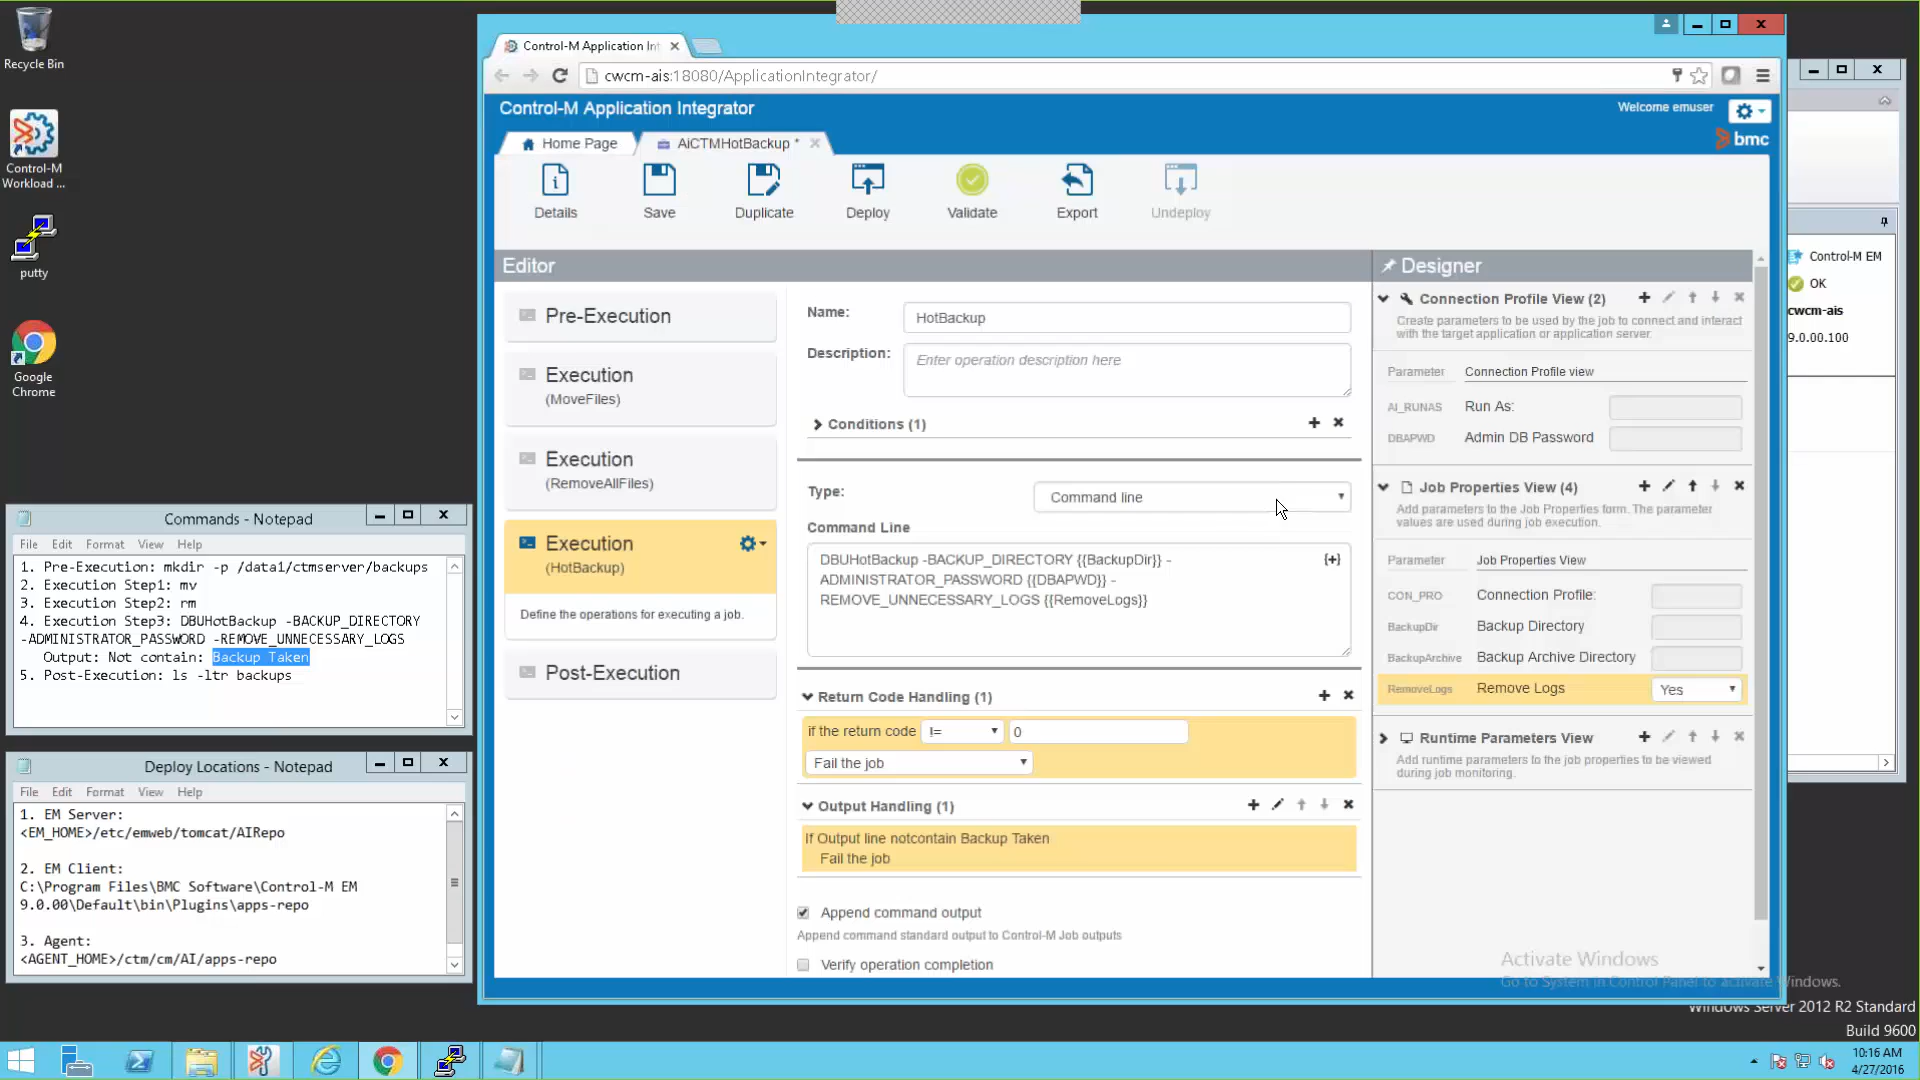 Recycle Bin
Control-M
Workload ...
putty
Google
Chrome
Control-M Application Int
cwcm-ais:18080/ApplicationIntegrator/
Control-M Application Integrator
Welcome emuser
bmc
Home Page
AiCTMHotBackup *
Details
Save
Duplicate
Deploy
Validate
Export
Undeploy
Editor
Pre-Execution
Execution
(MoveFiles)
Execution
(RemoveAllFiles)
Execution
(HotBackup)
Define the operations for executing a job.
Post-Execution
Name:
HotBackup
Description:
Enter operation description here
Conditions (1)
Type:
Command line
Command Line
DBUHotBackup -BACKUP_DIRECTORY {{BackupDir}} -
ADMINISTRATOR_PASSWORD {{DBAPWD}} -
REMOVE_UNNECESSARY_LOGS {{RemoveLogs}}
{+}
Return Code Handling (1)
if the return code
!=
0
Fail the job
Output Handling (1)
If Output line notcontain Backup Taken
Fail the job
Append command output
Append command standard output to Control-M Job outputs
Verify operation completion
Designer
Connection Profile View (2)
Create parameters to be used by the job to connect and interact
with the target application or application server.
Parameter
Connection Profile view
AI_RUNAS
Run As:
DBAPWD
Admin DB Password
Job Properties View (4)
Add parameters to the Job Properties form. The parameter
values are used during job execution.
Parameter
Job Properties View
CON_PRO
Connection Profile:
BackupDir
Backup Directory
BackupArchive
Backup Archive Directory
RemoveLogs
Remove Logs
Yes
Runtime Parameters View
Add runtime parameters to the job properties to be viewed
during job monitoring.
Control-M EM
OK
cwcm-ais
9.0.00.100
Commands - Notepad
File Edit Format View Help
1. Pre-Execution: mkdir -p /data1/ctmserver/backups
2. Execution Step1: mv
3. Execution Step2: rm
4. Execution Step3: DBUHotBackup -BACKUP_DIRECTORY
-ADMINISTRATOR_PASSWORD -REMOVE_UNNECESSARY_LOGS
Output: Not contain: Backup Taken
5. Post-Execution: ls -ltr backups
Deploy Locations - Notepad
File Edit Format View Help
1. EM Server:
<EM_HOME>/etc/emweb/tomcat/AIRepo
2. EM Client:
C:\Program Files\BMC Software\Control-M EM
9.0.00\Default\bin\Plugins\apps-repo
3. Agent:
<AGENT_HOME>/ctm/cm/AI/apps-repo
Activate Windows
Go to System in Control Panel to activate Windows.
Windows Server 2012 R2 Standard
Build 9600
10:16 AM
4/27/2016